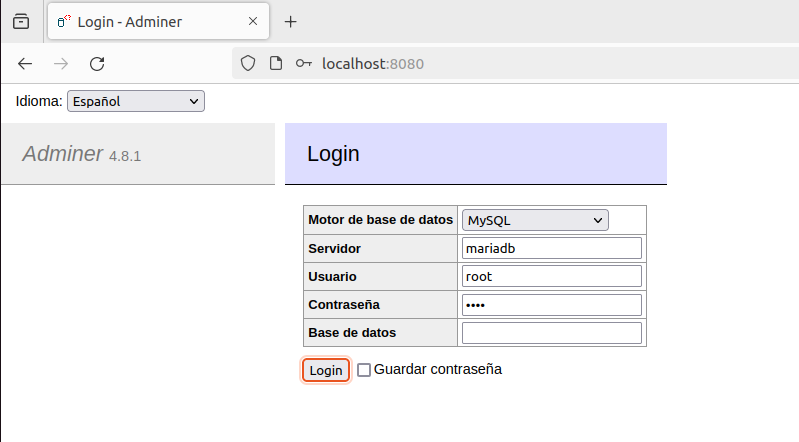 Login - Adminer
localhost:8080
Idioma: Español
Adminer 4.8.1
Login
Motor de base de datos MySQL
Servidor mariadb
Usuario root
Contraseña ••••
Base de datos
Login Guardar contraseña